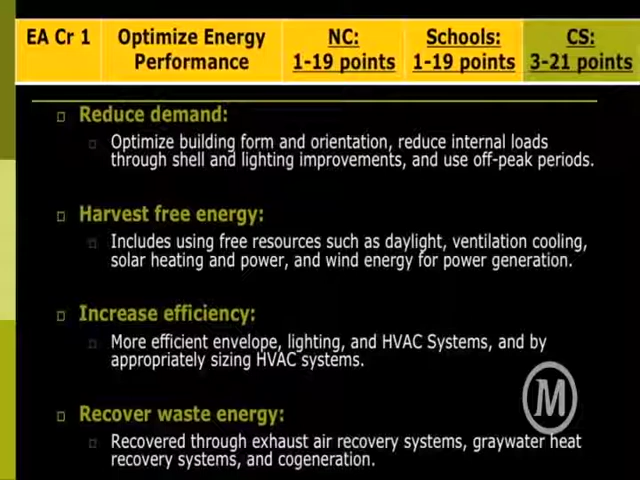 EA Cr 1 Optimize Energy Performance NC: 1-19 points Schools: 1-19 points CS: 3-21 points
Reduce demand:
Optimize building form and orientation, reduce internal loads
through shell and lighting improvements, and use off-peak periods.
Harvest free energy:
Includes using free resources such as daylight, ventilation cooling,
solar heating and power, and wind energy for power generation.
Increase efficiency:
More efficient envelope, lighting, and HVAC Systems, and by
appropriately sizing HVAC systems.
Recover waste energy:
Recovered through exhaust air recovery systems, graywater heat
recovery systems, and cogeneration.
M